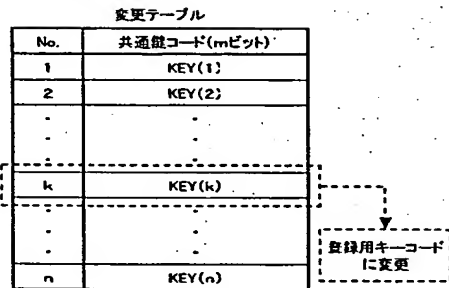 変更テーブル
No. 共通鍵コード(mビット)
1 KEY(1)
2 KEY(2)
k KEY(k)
n KEY(n)
登録用キーコード
に変更